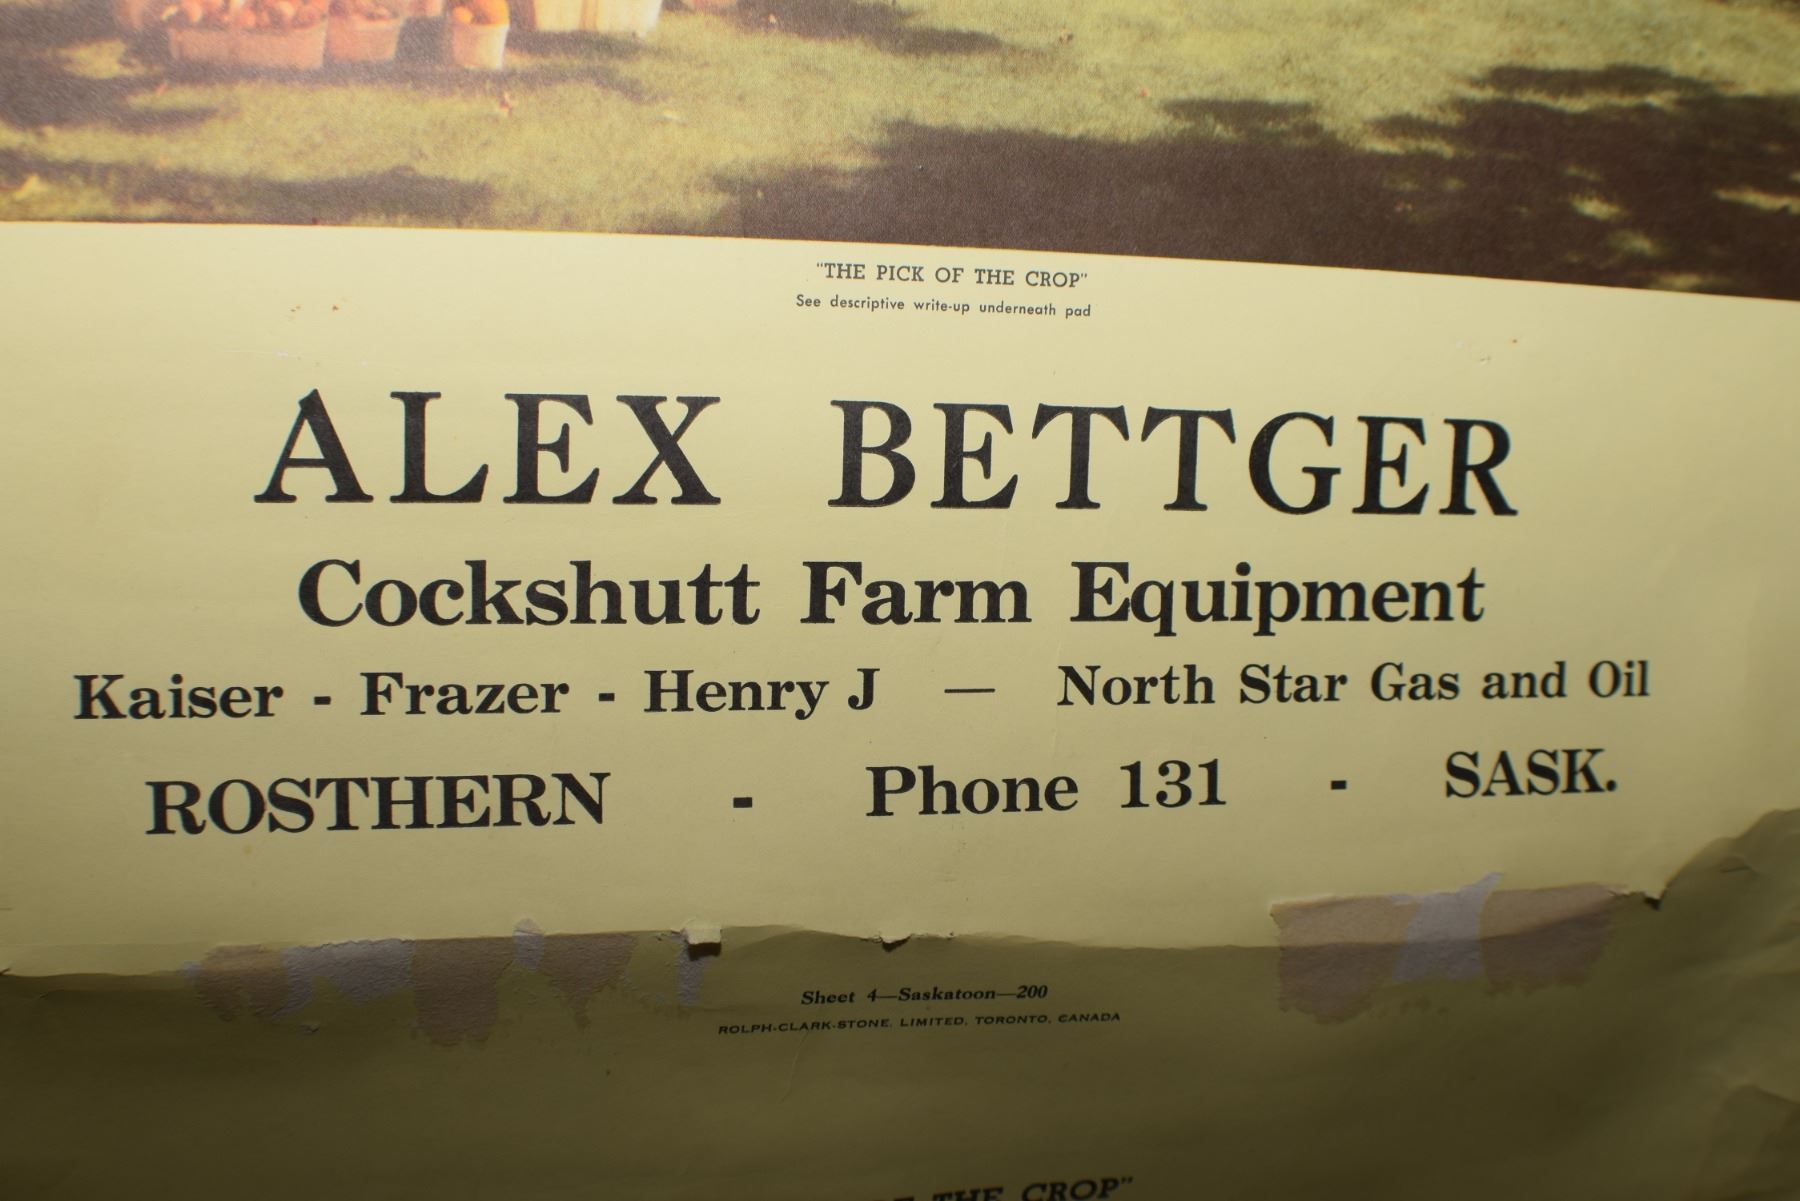 "THE PICK OF THE CROP"
See descriptive write-up underneath pad
ALEX BETTGER
Cockshutt Farm Equipment
Kaiser - Frazer - Henry J — North Star Gas and Oil
ROSTHERN - Phone 131 - SASK.
Sheet 4—Saskatoon—200
ROLPH-CLARK-STONE, LIMITED, TORONTO, CANADA
THE CROP"